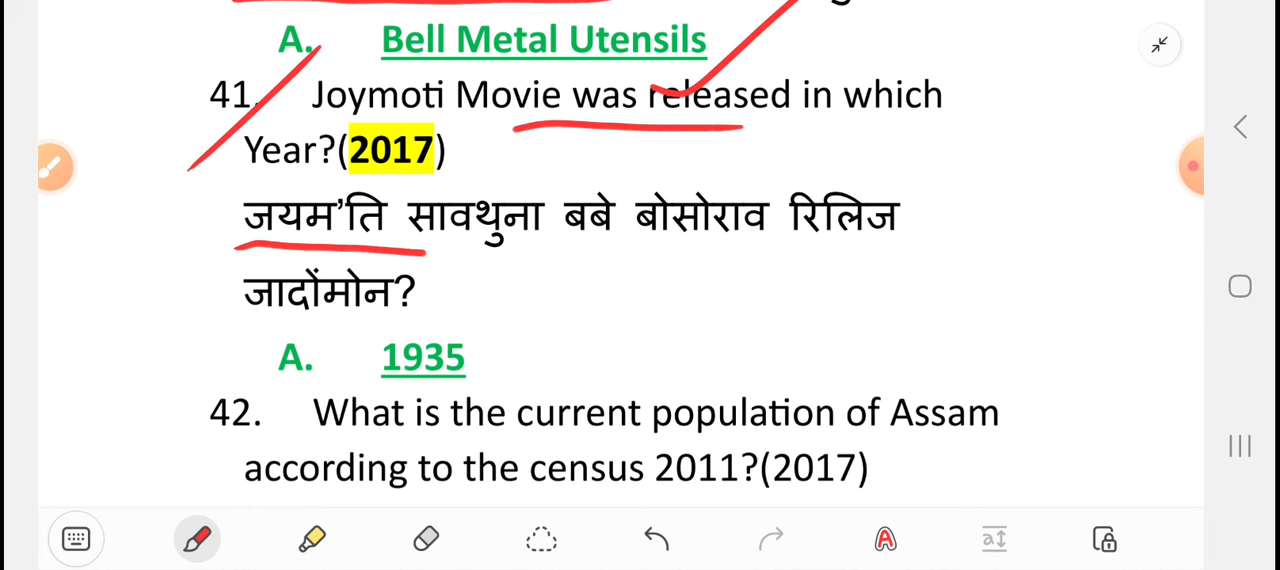 A. Bell Metal Utensils
41. Joymoti Movie was released in which
Year?(2017)
जयम’ति सावथुना बबे बोसोराव रिलिज
जादोंमोन?
A. 1935
42. What is the current population of Assam
according to the census 2011?(2017)